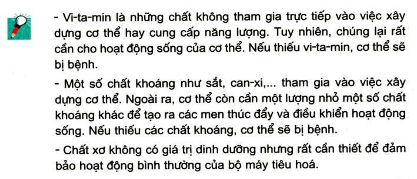 - Vi-ta-min là những chất không tham gia trực tiếp vào việc xây
dựng cơ thể hay cung cấp năng lượng. Tuy nhiên, chúng lại rất
cần cho hoạt động sống của cơ thể. Nếu thiếu vi-ta-min, cơ thể sẽ
bị bệnh.
- Một số chất khoáng như sắt, can-xi,... tham gia vào việc xây
dựng cơ thể. Ngoài ra, cơ thể còn cần một lượng nhỏ một số chất
khoáng khác để tạo ra các men thúc đẩy và điều khiển hoạt động
sống. Nếu thiếu các chất khoáng, cơ thể sẽ bị bệnh.
- Chất xơ không có giá trị dinh dưỡng nhưng rất cần thiết để đảm
bảo hoạt động bình thường của bộ máy tiêu hoá.